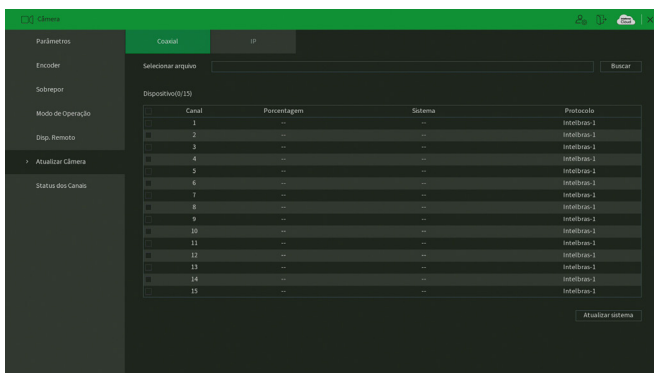 Câmera
Cloud
Parâmetros
Encoder
Sobrepor
Modo de Operação
Disp. Remoto
Atualizar Câmera
Status dos Canais
Coaxial IP
Selecionar arquivo Buscar
Dispositivo(0/15)
Canal Porcentagem Sistema Protocolo
1 -- -- Intelbras-1
2 -- -- Intelbras-1
3 -- -- Intelbras-1
4 -- -- Intelbras-1
5 -- -- Intelbras-1
6 -- -- Intelbras-1
7 -- -- Intelbras-1
8 -- -- Intelbras-1
9 -- -- Intelbras-1
10 -- -- Intelbras-1
11 -- -- Intelbras-1
12 -- -- Intelbras-1
13 -- -- Intelbras-1
14 -- -- Intelbras-1
15 -- -- Intelbras-1
Atualizar sistema